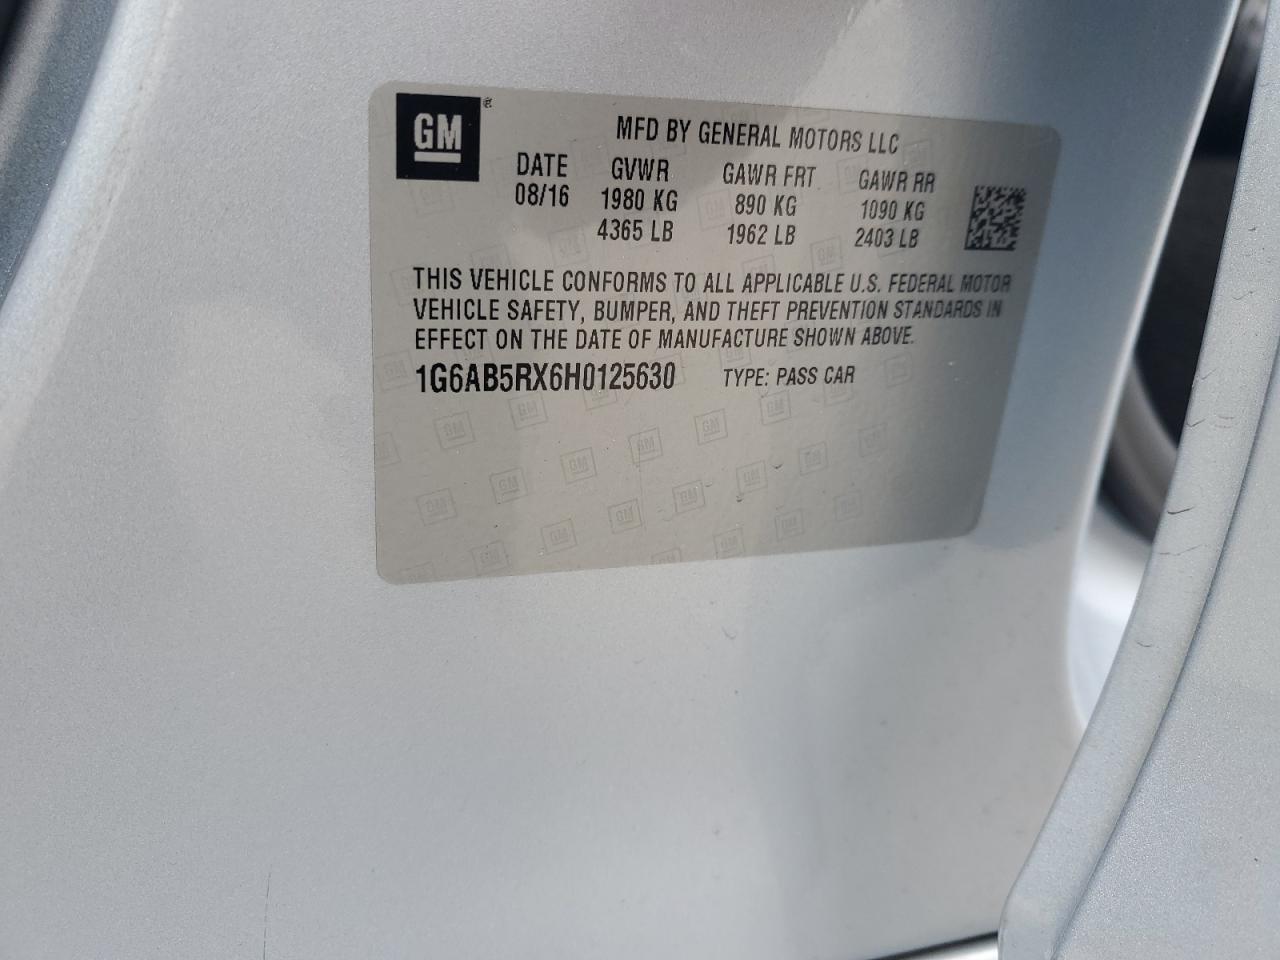 GM
MFD BY GENERAL MOTORS LLC
DATE GVWR GAWR FRT GAWR RR
08/16 1980 KG 890 KG 1090 KG
4365 LB 1962 LB 2403 LB
THIS VEHICLE CONFORMS TO ALL APPLICABLE U.S. FEDERAL MOTOR
VEHICLE SAFETY, BUMPER, AND THEFT PREVENTION STANDARDS IN
EFFECT ON THE DATE OF MANUFACTURE SHOWN ABOVE.
1G6AB5RX6H0125630 TYPE: PASS CAR